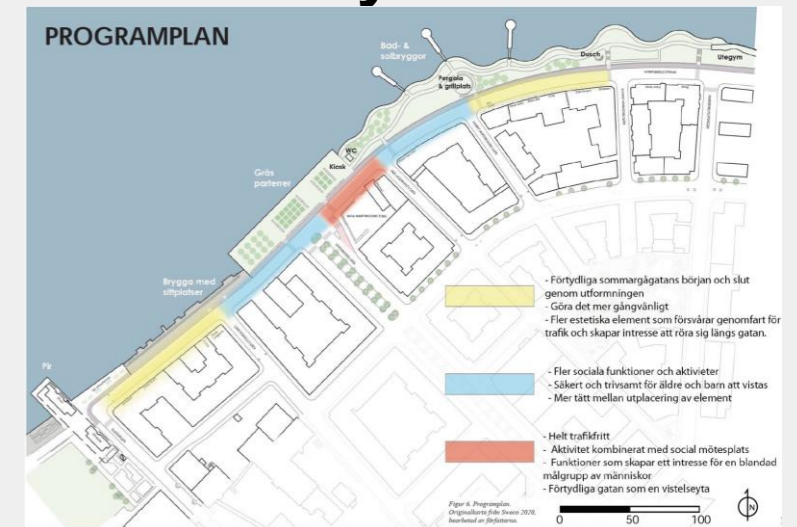 PROGRAMPLAN
Bad- &
solbryggor
Dusch
Utegym
Pergola
& grillplats
WC
Kiosk
Gräs
parterrer
Brygga med
sittplatser
Pir
- Förtydliga sommargågatans början och slut
genom utformningen
- Göra det mer gångvänligt
- Fler estetiska element som försvårar genomfart för
trafik och skapar intresse att röra sig längs gatan.
- Fler sociala funktioner och aktivieter
- Säkert och trivsamt för äldre och barn att vistas
- Mer tätt mellan utplacering av element
- Helt trafikfritt
- Aktivitet kombinerat med social mötesplats
- Funktioner som skapar ett intresse för en blandad
målgrupp av människor
- Förtydliga gatan som en vistelseyta
Figur 6. Programplan.
Originalkarta från Sweco 2020,
bearbetad av författarna.
0 50 100
N